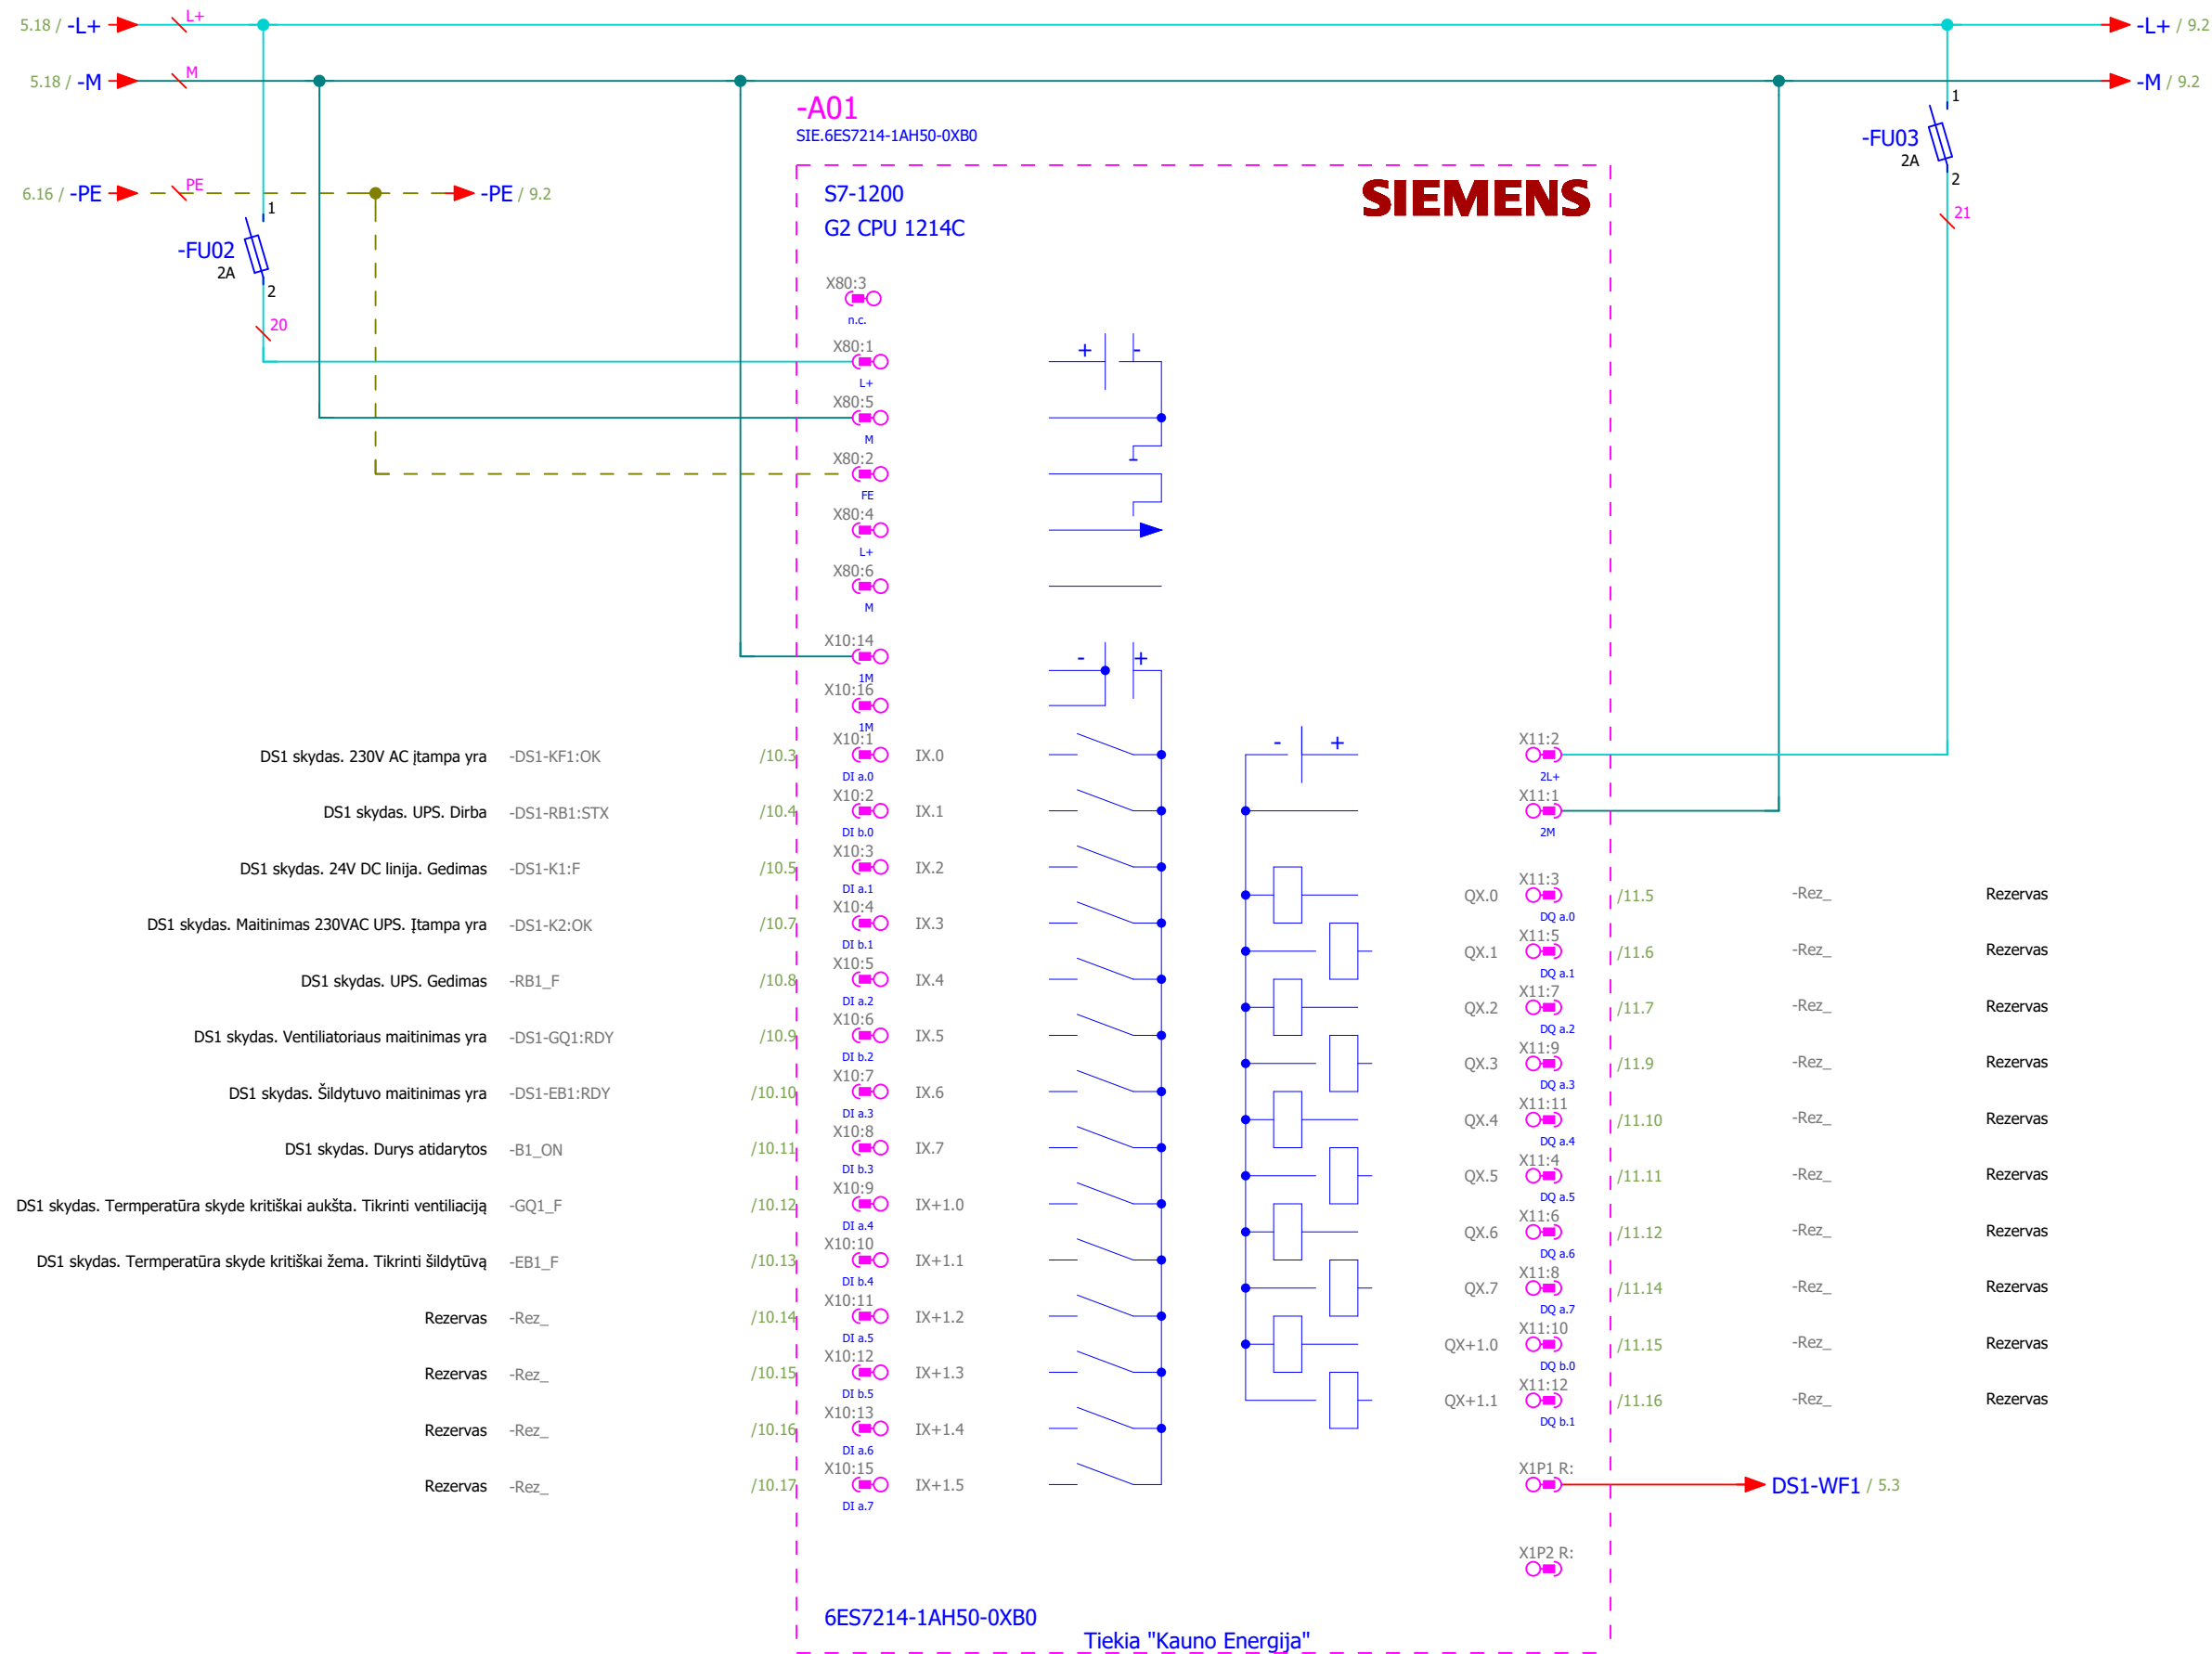 5.18 / -L+ L+ -L+ / 9.2
5.18 / -M M -M / 9.2
-A01
SIE.6ES7214-1AH50-0XB0
6.16 / -PE PE -PE / 9.2
-FU02
2A
1
2
20
-FU03
2A
1
2
21
S7-1200
G2 CPU 1214C
SIEMENS
X80:3
n.c.
X80:1
L+
+ -
X80:5
M
X80:2
FE
X80:4
L+
X80:6
M
X10:14
1M
- +
X10:16
1M
DS1 skydas. 230V AC įtampa yra -DS1-KF1:OK /10.3 X10:1 IX.0
DI a.0
DS1 skydas. UPS. Dirba -DS1-RB1:STX /10.4 X10:2 IX.1
DI b.0
DS1 skydas. 24V DC linija. Gedimas -DS1-K1:F /10.5 X10:3 IX.2
DI a.1
DS1 skydas. Maitinimas 230VAC UPS. Įtampa yra -DS1-K2:OK /10.7 X10:4 IX.3
DI b.1
DS1 skydas. UPS. Gedimas -RB1_F /10.8 X10:5 IX.4
DI a.2
DS1 skydas. Ventiliatoriaus maitinimas yra -DS1-GQ1:RDY /10.9 X10:6 IX.5
DI b.2
DS1 skydas. Šildytuvo maitinimas yra -DS1-EB1:RDY /10.10 X10:7 IX.6
DI a.3
DS1 skydas. Durys atidarytos -B1_ON /10.11 X10:8 IX.7
DI b.3
DS1 skydas. Termperatūra skyde kritiškai aukšta. Tikrinti ventiliaciją -GQ1_F /10.12 X10:9 IX+1.0
DI a.4
DS1 skydas. Termperatūra skyde kritiškai žema. Tikrinti šildytūvą -EB1_F /10.13 X10:10 IX+1.1
DI b.4
Rezervas -Rez_ /10.14 X10:11 IX+1.2
DI a.5
Rezervas -Rez_ /10.15 X10:12 IX+1.3
DI b.5
Rezervas -Rez_ /10.16 X10:13 IX+1.4
DI a.6
Rezervas -Rez_ /10.17 X10:15 IX+1.5
DI a.7
- +
X11:2
2L+
X11:1
2M
QX.0 X11:3 /11.5 -Rez_ Rezervas
DQ a.0
QX.1 X11:5 /11.6 -Rez_ Rezervas
DQ a.1
QX.2 X11:7 /11.7 -Rez_ Rezervas
DQ a.2
QX.3 X11:9 /11.9 -Rez_ Rezervas
DQ a.3
QX.4 X11:11 /11.10 -Rez_ Rezervas
DQ a.4
QX.5 X11:4 /11.11 -Rez_ Rezervas
DQ a.5
QX.6 X11:6 /11.12 -Rez_ Rezervas
DQ a.6
QX.7 X11:8 /11.14 -Rez_ Rezervas
DQ a.7
QX+1.0 X11:10 /11.15 -Rez_ Rezervas
DQ b.0
QX+1.1 X11:12 /11.16 -Rez_ Rezervas
DQ b.1
X1P1 R:
DS1-WF1 / 5.3
X1P2 R:
6ES7214-1AH50-0XB0
Tiekia "Kauno Energija"